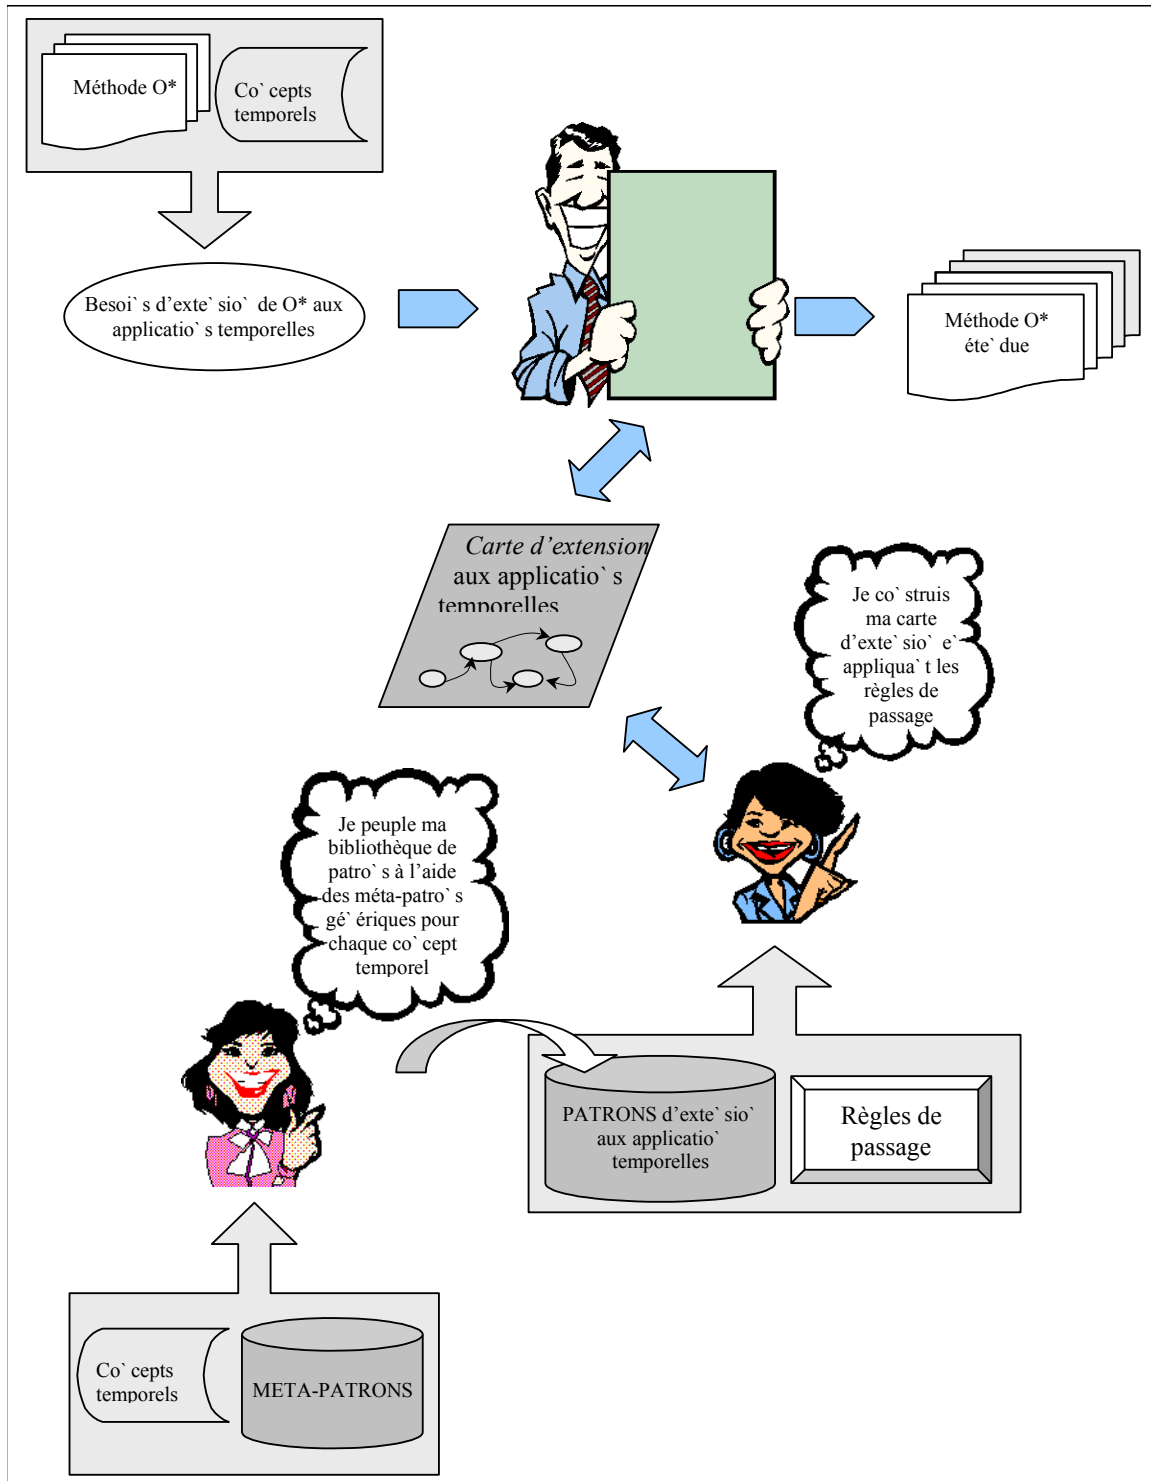 Méthode O*
Co` cepts
temporels
Besoi` s d'exte` sio` de O* aux
applicatio` s temporelles
Méthode O*
éte` due
Carte d'extension
aux applicatio` s
temporelles
Je co` struis
ma carte
d'exte` sio` e`
appliqua` t les
règles de
passage
Je peuple ma
bibliothèque de
patro` s à l'aide
des méta-patro` s
gé` ériques pour
chaque co` cept
temporel
PATRONS d'exte` sio`
aux applicatio`
temporelles
Règles de
passage
Co` cepts
temporels
META-PATRONS